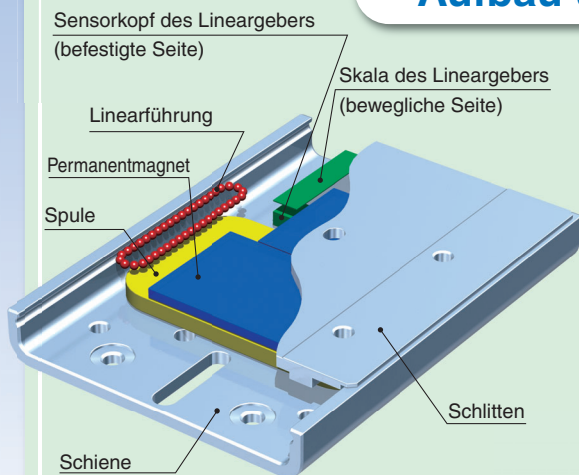 Aufbau
Sensorkopf des Lineargebers
(befestigte Seite)
Skala des Lineargebers
(bewegliche Seite)
Linearführung
Permanentmagnet
Spule
Schlitten
Schiene